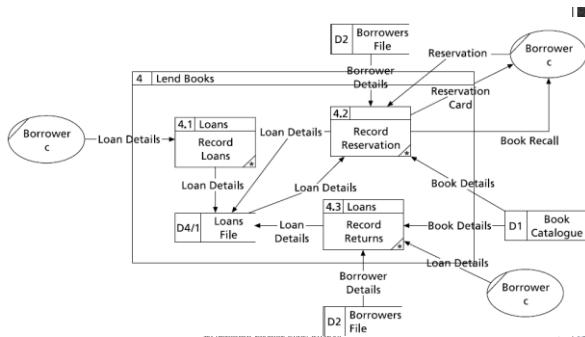 D2 Borrowers
File
Reservation
Borrower
c
4 Lend Books
Borrower
Details
Reservation
Card
4.1 Loans
Record
Loans
4.2
Record
Reservation
*
Borrower
c
Loan Details
Loan Details
Book Recall
Loan Details
Loan Details
Book Details
4.3 Loans
Record
Returns
*
D4/1 Loans
File
Loan
Details
Book Details
D1 Book
Catalogue
Loan Details
Borrower
Details
Borrower
c
D2 Borrowers
File